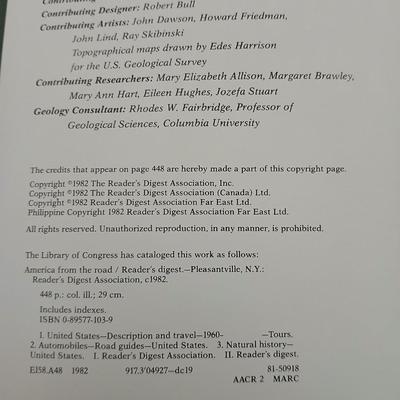 Contributing Designer: Robert Bull
Contributing Artists: John Dawson, Howard Friedman,
John Lind, Ray Skibinski
Topographical maps drawn by Edes Harrison
for the U.S. Geological Survey
Contributing Researchers: Mary Elizabeth Allison, Margaret Brawley,
Mary Ann Hart, Eileen Hughes, Jozefa Stuart
Geology Consultant: Rhodes W. Fairbridge, Professor of
Geological Sciences, Columbia University
The credits that appear on page 448 are hereby made a part of this copyright page.
Copyright ©1982 The Reader's Digest Association, Inc.
Copyright ©1982 The Reader's Digest Association (Canada) Ltd.
Copyright ©1982 Reader's Digest Association Far East Ltd.
Philippine Copyright 1982 Reader's Digest Association Far East Ltd.
All rights reserved. Unauthorized reproduction, in any manner, is prohibited.
The Library of Congress has cataloged this work as follows:
America from the road / Reader's digest.—Pleasantville, N.Y.:
Reader's Digest Association, c1982.
448 p.: col. ill.; 29 cm.
Includes indexes.
ISBN 0-89577-103-9
1. United States—Description and travel—1960- —Tours.
2. Automobiles—Road guides—United States. 3. Natural history—
United States. I. Reader's Digest Association. II. Reader's digest.
E158.A48 1982 917.3'04927—dc19 81-50918
AACR 2 MARC